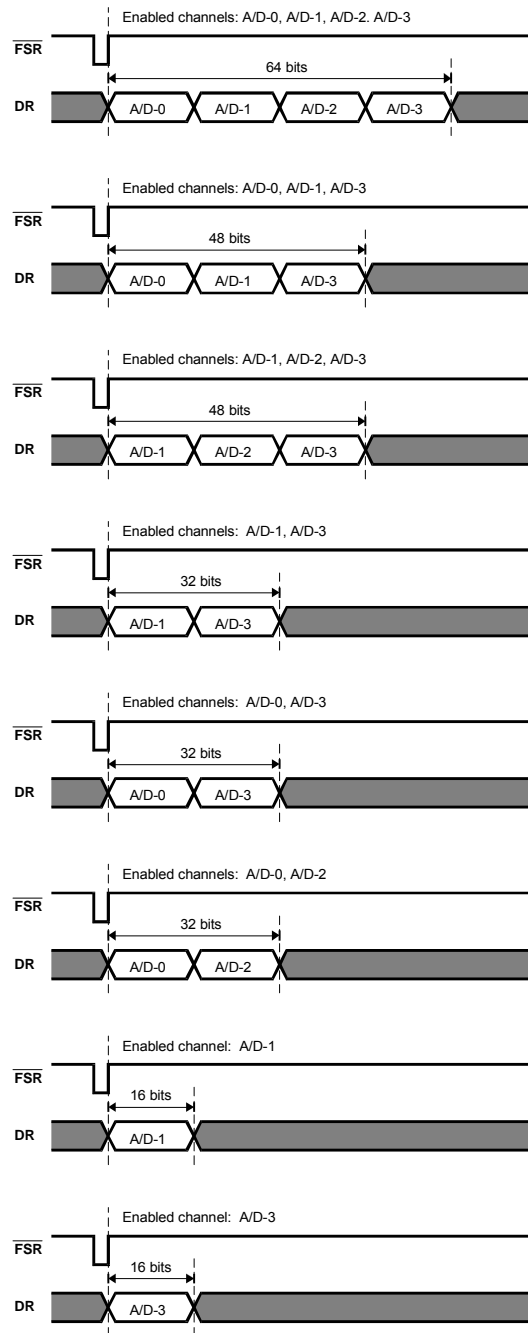 Enabled channels: A/D-0, A/D-1, A/D-2. A/D-3
FSR
64 bits
DR A/D-0 A/D-1 A/D-2 A/D-3
Enabled channels: A/D-0, A/D-1, A/D-3
FSR
48 bits
DR A/D-0 A/D-1 A/D-3
Enabled channels: A/D-1, A/D-2, A/D-3
FSR
48 bits
DR A/D-1 A/D-2 A/D-3
Enabled channels: A/D-1, A/D-3
FSR
32 bits
DR A/D-1 A/D-3
Enabled channels: A/D-0, A/D-3
FSR
32 bits
DR A/D-0 A/D-3
Enabled channels: A/D-0, A/D-2
FSR
32 bits
DR A/D-0 A/D-2
Enabled channel: A/D-1
FSR
16 bits
DR A/D-1
Enabled channel: A/D-3
FSR
16 bits
DR A/D-3